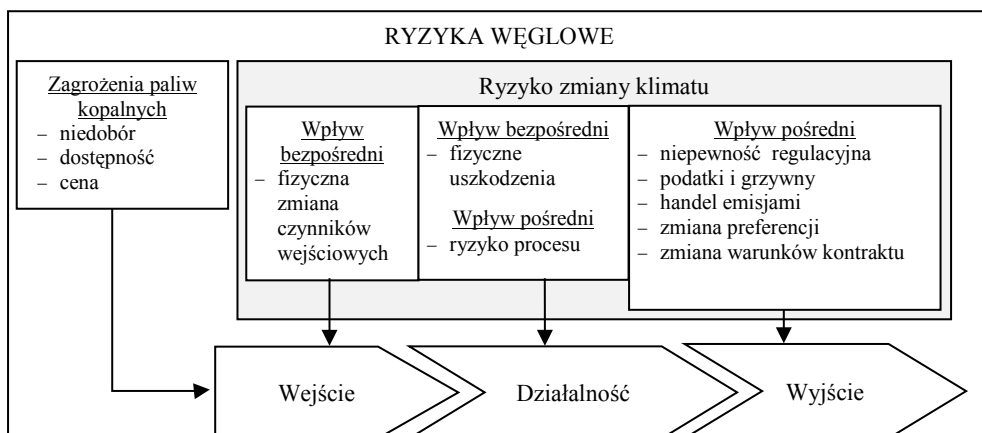 RYZYKA WĘGLOWE
Zagrożenia paliw
kopalnych
– niedobór
– dostępność
– cena
Ryzyko zmiany klimatu
Wpływ
bezpośredni
– fizyczna
zmiana
czynników
wejściowych
Wpływ bezpośredni
– fizyczne
uszkodzenia
Wpływ pośredni
– ryzyko procesu
Wpływ pośredni
– niepewność regulacyjna
– podatki i grzywny
– handel emisjami
– zmiana preferencji
– zmiana warunków kontraktu
Wejście
Działalność
Wyjście